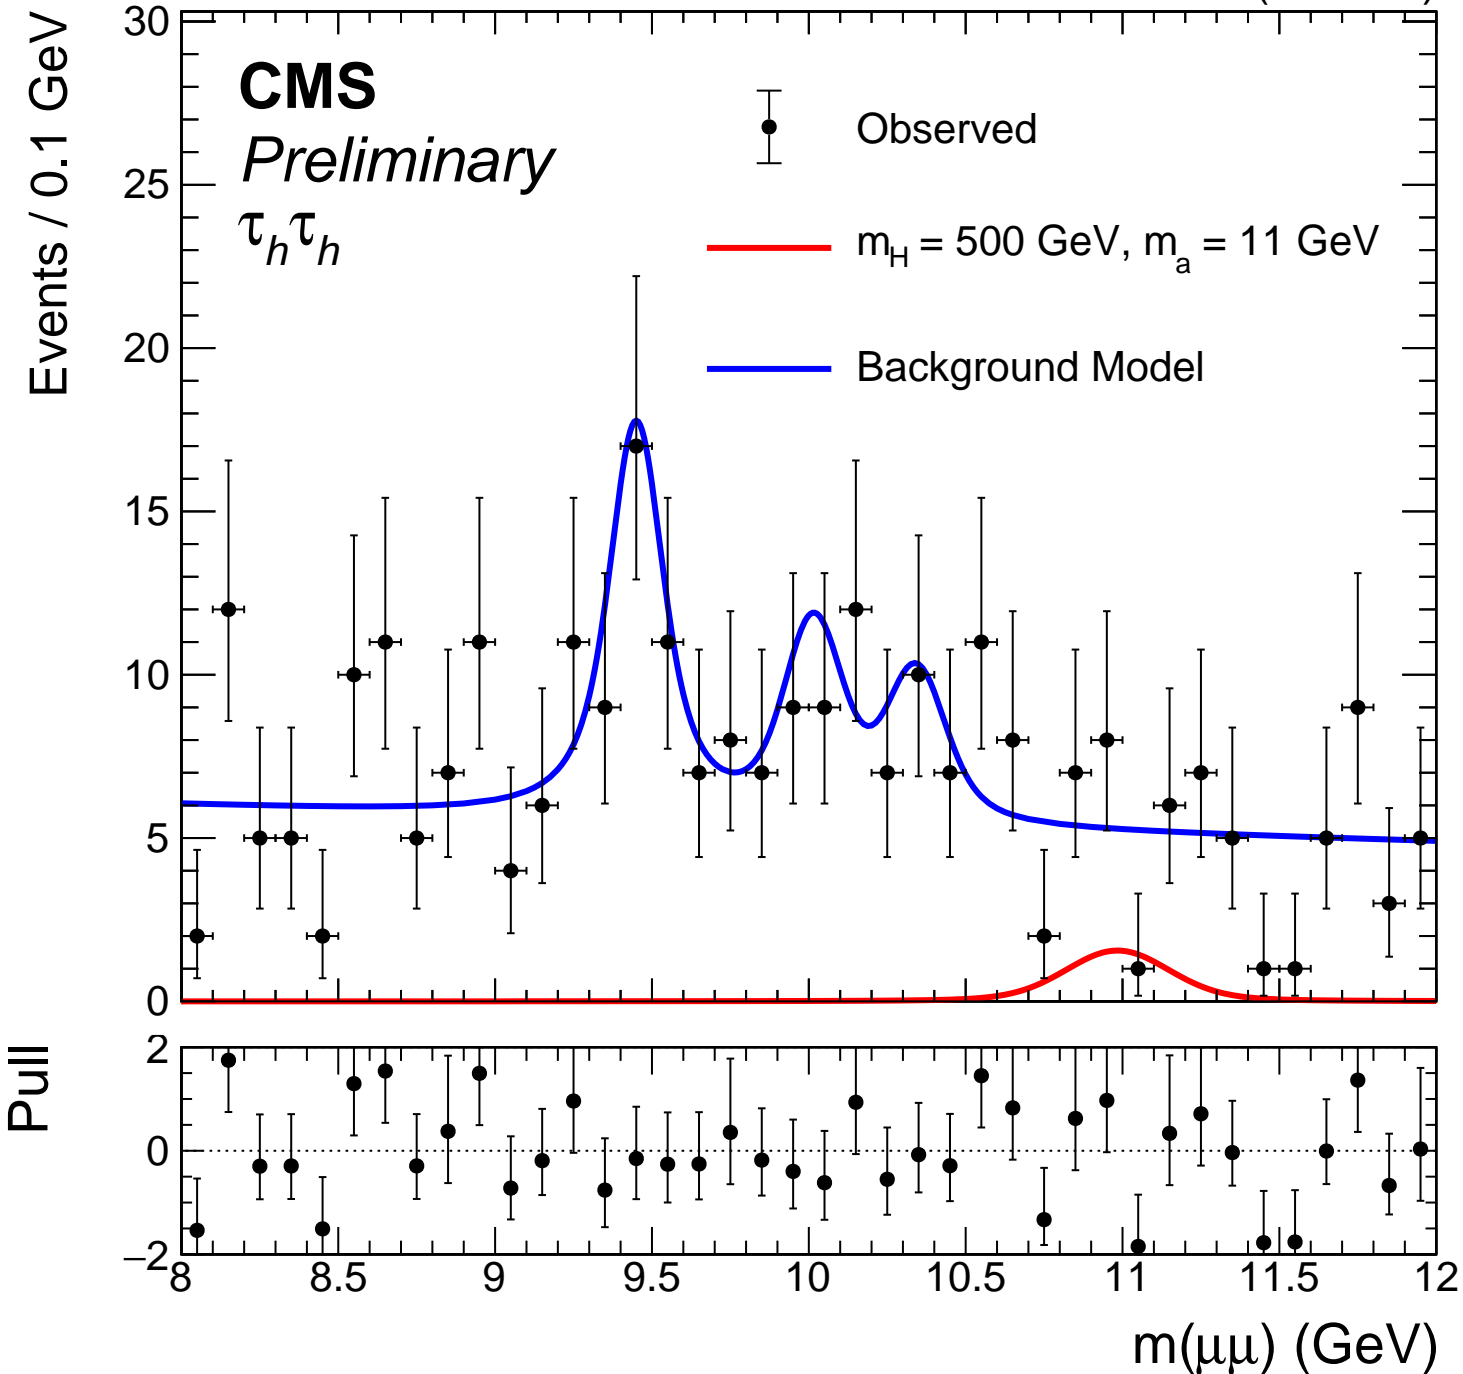 Events / 0.1 GeV
30
25
20
15
10
5
0
CMS
Preliminary
τhτh
Observed
mH = 500 GeV, ma = 11 GeV
Background Model
Pull
2
0
−2
8 8.5 9 9.5 10 10.5 11 11.5 12
m(μμ) (GeV)